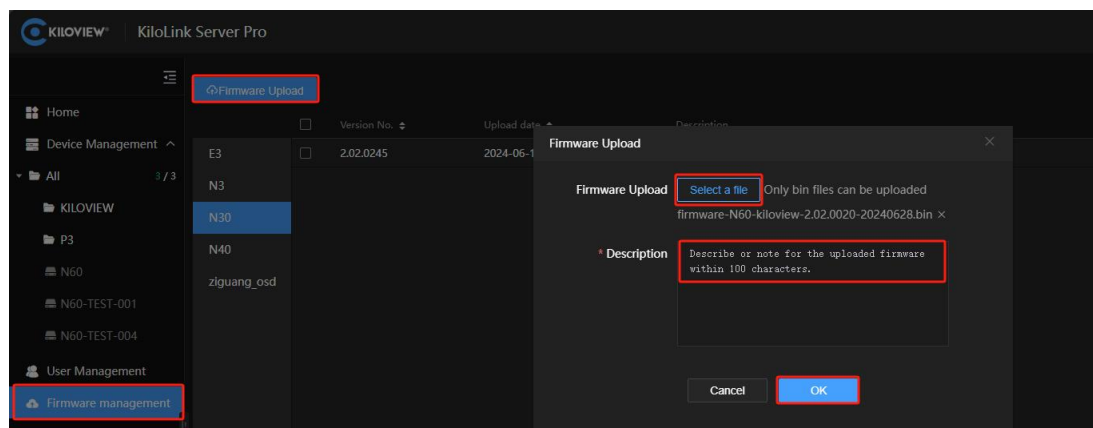 KILOVIEW® KiloLink Server Pro
Firmware Upload
Home
Device Management
All 3 / 3
KILOVIEW
P3
N60
N60-TEST-001
N60-TEST-004
User Management
Firmware management
Version No. Upload date Description
E3
N3
N30
N40
ziguang_osd
2.02.0245 2024-06-1
Firmware Upload
Firmware Upload Select a file Only bin files can be uploaded
firmware-N60-kiloview-2.02.0020-20240628.bin ×
* Description Describe or note for the uploaded firmware
within 100 characters.
Cancel OK